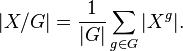 |X/G| = \frac{1}{|G|} \sum_{g \in G} |X^g|.